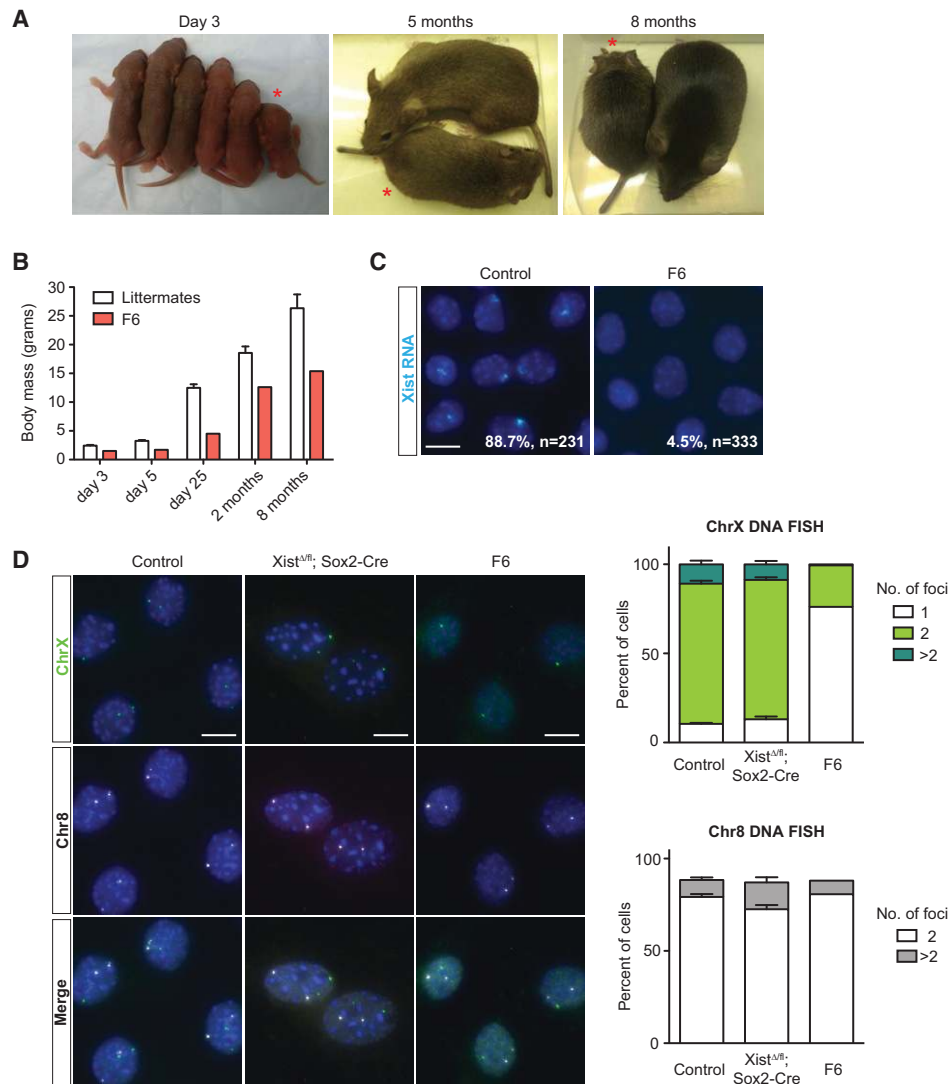 A
Day 3
5 months
8 months
*
*
*
B
30
25
20
15
10
5
0
Body mass (grams)
Littermates
F6
day 3
day 5
day 25
2 months
8 months
C
Control
F6
Xist RNA
88.7%, n=231
4.5%, n=333
D
Control
XistΔ/fl; Sox2-Cre
F6
ChrX
Chr8
Merge
ChrX DNA FISH
100
50
0
Percent of cells
Control
XistΔ/fl;
Sox2-Cre
F6
No. of foci
1
2
>2
Chr8 DNA FISH
100
50
0
Percent of cells
Control
XistΔ/fl;
Sox2-Cre
F6
No. of foci
2
>2